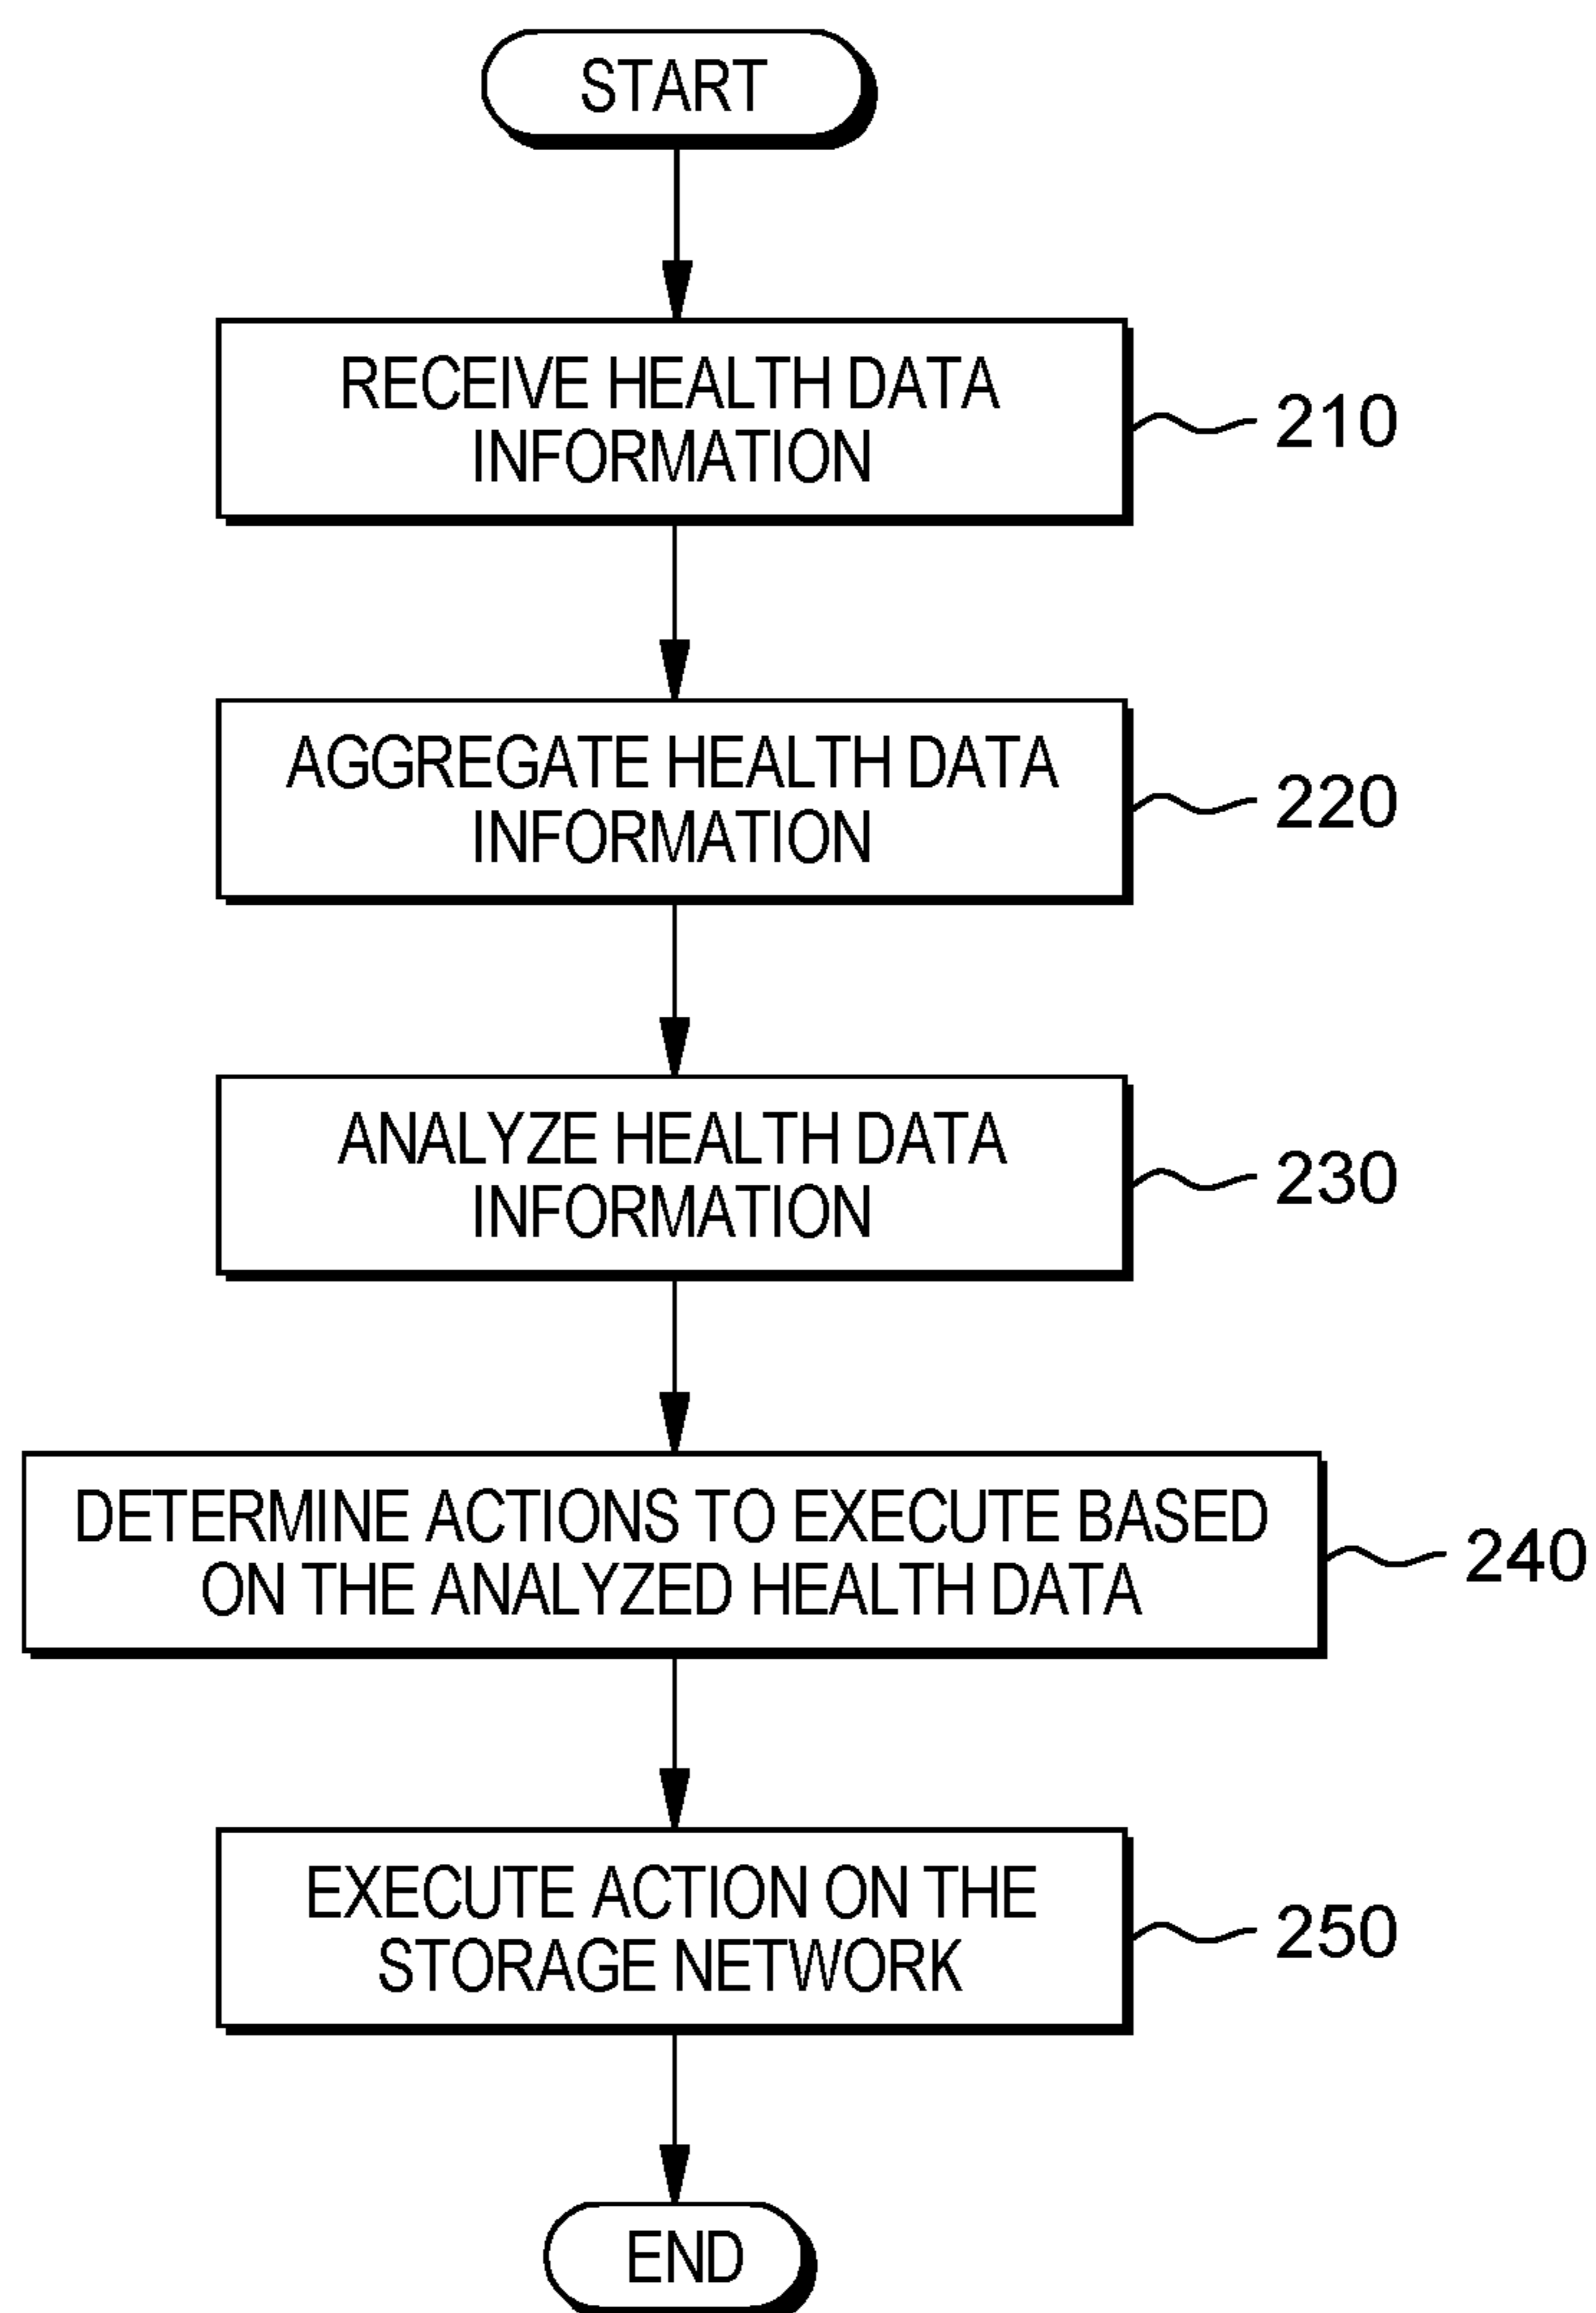 START
RECEIVE HEALTH DATA
INFORMATION
210
AGGREGATE HEALTH DATA
INFORMATION
220
ANALYZE HEALTH DATA
INFORMATION
230
DETERMINE ACTIONS TO EXECUTE BASED
ON THE ANALYZED HEALTH DATA
240
EXECUTE ACTION ON THE
STORAGE NETWORK
250
END